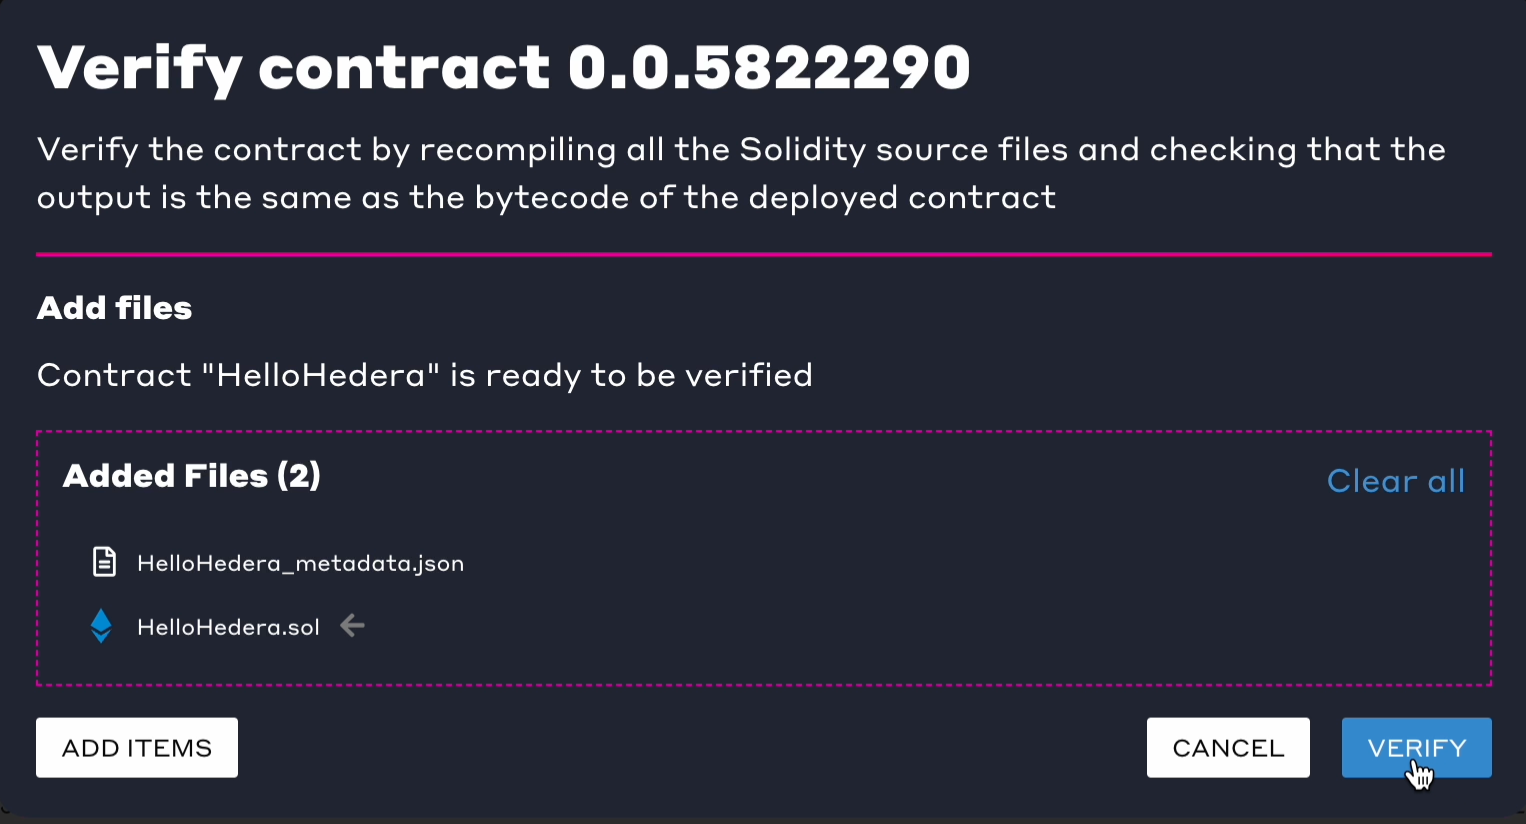 Verify contract 0.0.5822290
Verify the contract by recompiling all the Solidity source files and checking that the
output is the same as the bytecode of the deployed contract
Add files
Contract "HelloHedera" is ready to be verified
Added Files (2)
Clear all
HelloHedera_metadata.json
HelloHedera.sol
ADD ITEMS
CANCEL
VERIFY